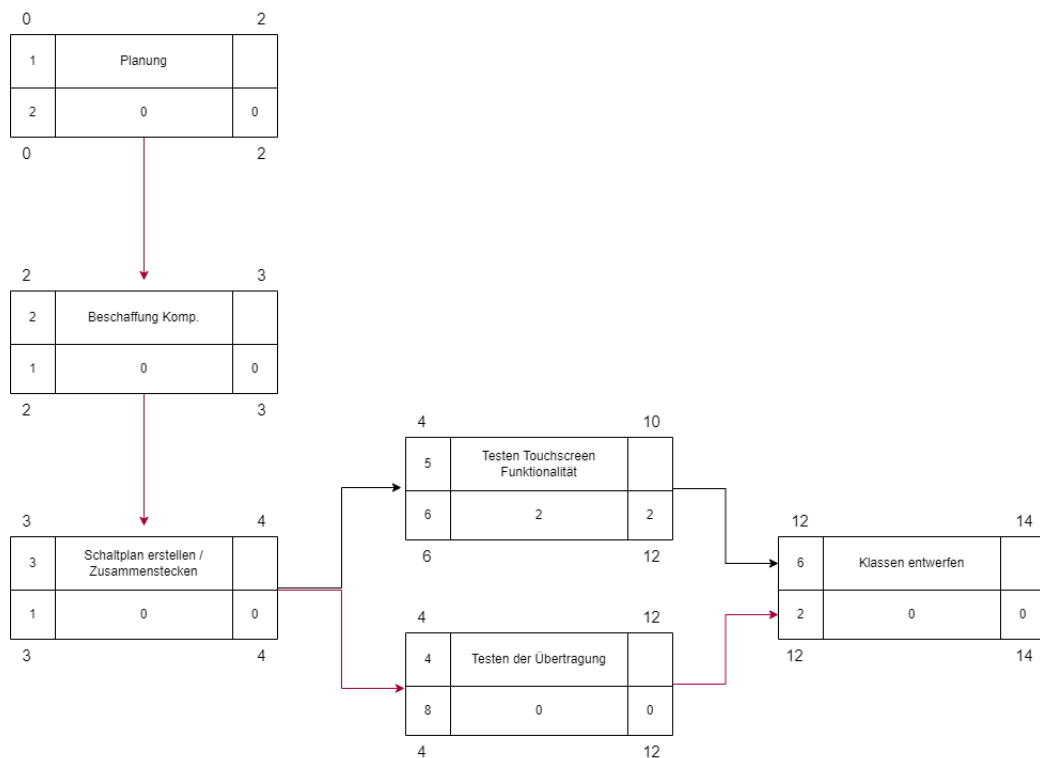 0 2
1 Planung
2 0 0
0 2
2 3
2 Beschaffung Komp.
1 0 0
2 3
3 4
3 Schaltplan erstellen /
Zusammenstecken
1 0 0
3 4
4 10
5 Testen Touchscreen
Funktionalität
6 2 2
6 12
4 12
4 Testen der Übertragung
8 0 0
4 12
12 14
6 Klassen entwerfen
2 0 0
12 14